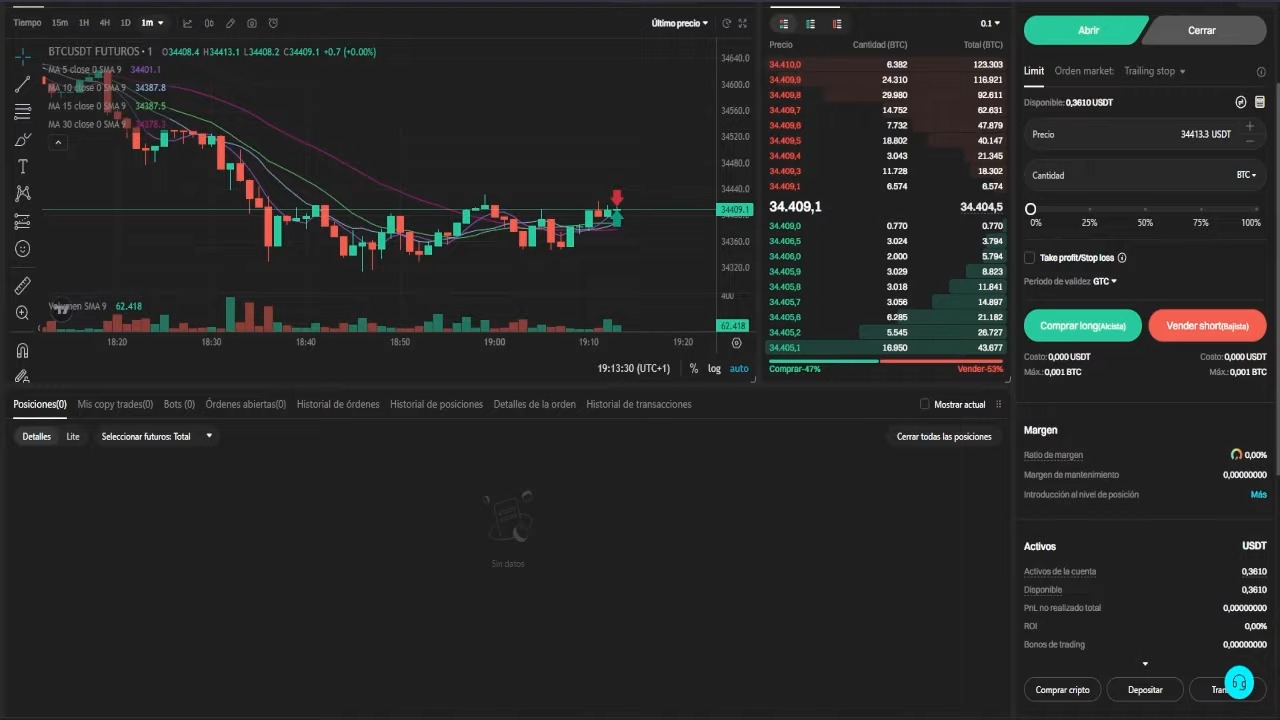 Tiempo 15m 1H 4H 1D 1m Último precio
BTCUSDT FUTUROS • 1 O34408.4 H34413.1 L34408.2 C34409.1 +0.7 (+0.00%)
MA 5 close 0 SMA 9 34401.1
MA 10 close 0 SMA 9 34387.8
MA 15 close 0 SMA 9 34387.5
MA 30 close 0 SMA 9 34378.3
34640.0
34600.0
34560.0
34520.0
34480.0
34440.0
34409.1
34360.0
34320.0
400
Volumen SMA 9 62.418
62.418
18:20 18:30 18:40 18:50 19:00 19:10 19:20
19:13:30 (UTC+1) % log auto
0.1
Precio Cantidad (BTC) Total (BTC)
34.410,0 6.382 123.303
34.409,9 24.310 116.921
34.409,8 29.980 92.611
34.409,7 14.752 62.631
34.409,6 7.732 47.879
34.409,5 18.802 40.147
34.409,4 3.043 21.345
34.409,3 11.728 18.302
34.409,1 6.574 6.574
34.409,1 34.404,5
34.409,0 0.770 0.770
34.406,5 3.024 3.794
34.406,0 2.000 5.794
34.405,9 3.029 8.823
34.405,8 3.018 11.841
34.405,7 3.056 14.897
34.405,6 6.285 21.182
34.405,2 5.545 26.727
34.405,1 16.950 43.677
Comprar-47% Vender-53%
Abrir Cerrar
Limit Orden market: Trailing stop
Disponible: 0,3610 USDT
Precio 34413.3 USDT
Cantidad BTC
0% 25% 50% 75% 100%
Take profit/Stop loss
Periodo de validez GTC
Comprar long(Alcista) Vender short(Bajista)
Costo: 0,000 USDT Costo: 0,000 USDT
Máx.: 0,001 BTC Máx.: 0,001 BTC
Margen
Ratio de margen 0,00%
Margen de mantenimiento 0,00000000
Introducción al nivel de posición Más
Activos USDT
Activos de la cuenta 0,3610
Disponible 0,3610
PnL no realizado total 0,00000000
ROI 0,00%
Bonos de trading 0,00000000
Comprar cripto Depositar
Posiciones(0) Mis copy trades(0) Bots (0) Órdenes abiertas(0) Historial de órdenes Historial de posiciones Detalles de la orden Historial de transacciones Mostrar actual
Detalles Lite Seleccionar futuros: Total Cerrar todas las posiciones
Sin datos